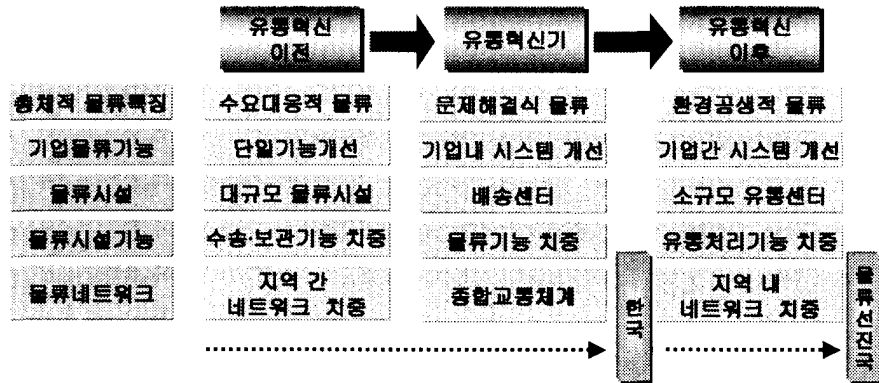 유통혁신
이전
유통혁신기
유통혁신
이후
총체적 물류특징
수요대응적 물류
문제해결식 물류
환경공생적 물류
기업물류기능
단일기능개선
기업내 시스템 개선
기업간 시스템 개선
물류시설
대규모 물류시설
배송센터
소규모 유통센터
물류시설기능
수송·보관기능 치중
물류기능 치중
유통처리기능 치중
물류네트워크
지역 간
네트워크 치중
종합교통체계
지역 내
네트워크 치중
한국
물류선진국